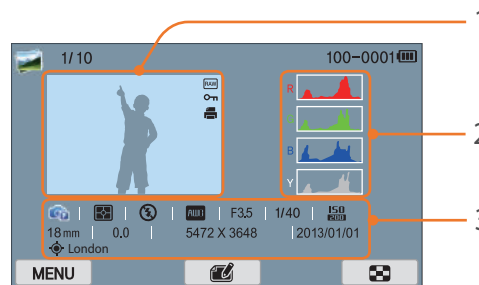 1
1/10
100-0001
RAW
R
G
B
Y
2
AWB
F3.5
1/40
ISO 200
3
18 mm
0.0
5472 X 3648
2013/01/01
London
MENU